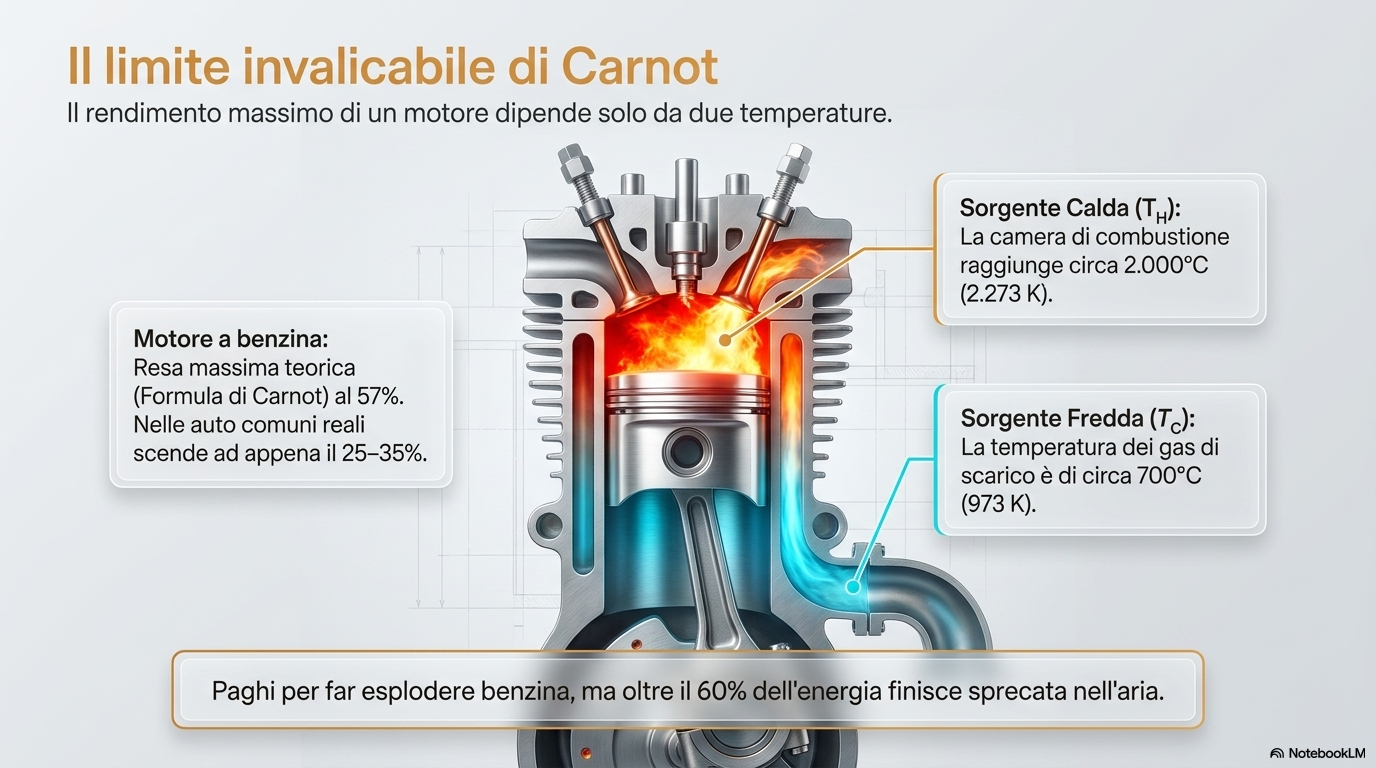 Il limite invalicabile di Carnot
Il rendimento massimo di un motore dipende solo da due temperature.
Motore a benzina:
Resa massima teorica
(Formula di Carnot) al 57%.
Nelle auto comuni reali
scende ad appena il 25–35%.
Sorgente Calda (T_H):
La camera di combustione
raggiunge circa 2.000°C
(2.273 K).
Sorgente Fredda (T_C):
La temperatura dei gas di
scarico è di circa 700°C
(973 K).
Paghi per far esplodere benzina, ma oltre il 60% dell'energia finisce sprecata nell'aria.
NotebookLM